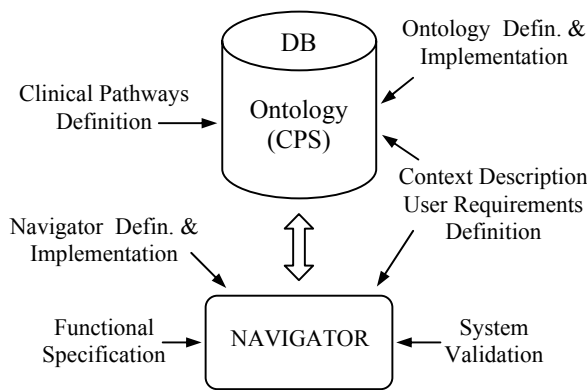 DB
Ontology Defin. &
Implementation
Clinical Pathways
Definition
Ontology
(CPS)
Context Description
User Requirements
Definition
Navigator Defin. &
Implementation
Functional
Specification
NAVIGATOR
System
Validation